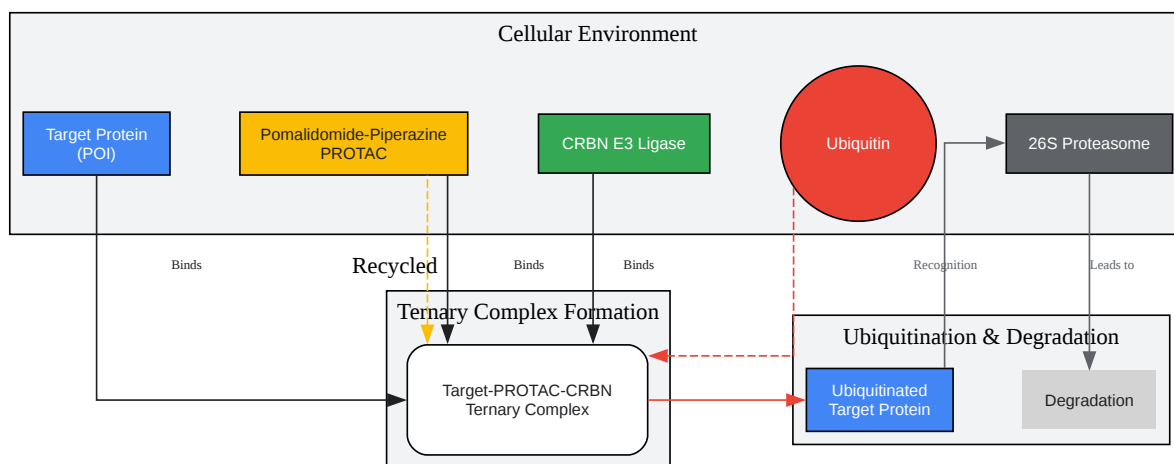 Cellular Environment
Target Protein
(POI)
Pomalidomide-Piperazine
PROTAC
CRBN E3 Ligase
Ubiquitin
26S Proteasome
Binds
Recycled
Binds
Binds
Recognition
Leads to
Ternary Complex Formation
Target-PROTAC-CRBN
Ternary Complex
Ubiquitination & Degradation
Ubiquitinated
Target Protein
Degradation